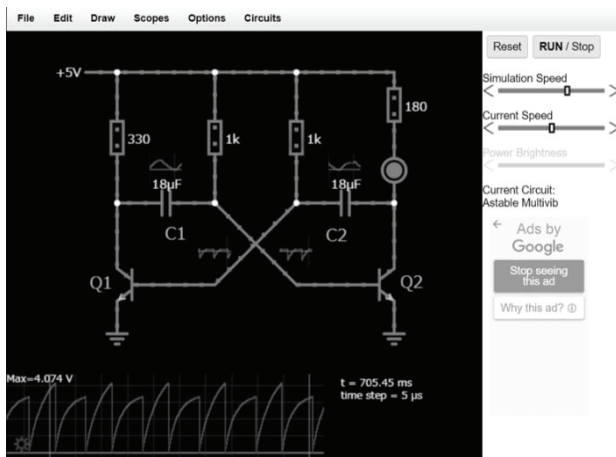 File Edit Draw Scopes Options Circuits
Reset RUN / Stop
Simulation Speed
Current Speed
Power Brightness
Current Circuit:
Astable Multivib
Ads by
Google
Stop seeing
this ad
Why this ad?
+5V
330
1k
1k
180
18µF
18µF
C1
C2
Q1
Q2
Max=4.074 V
t = 705.45 ms
time step = 5 µs